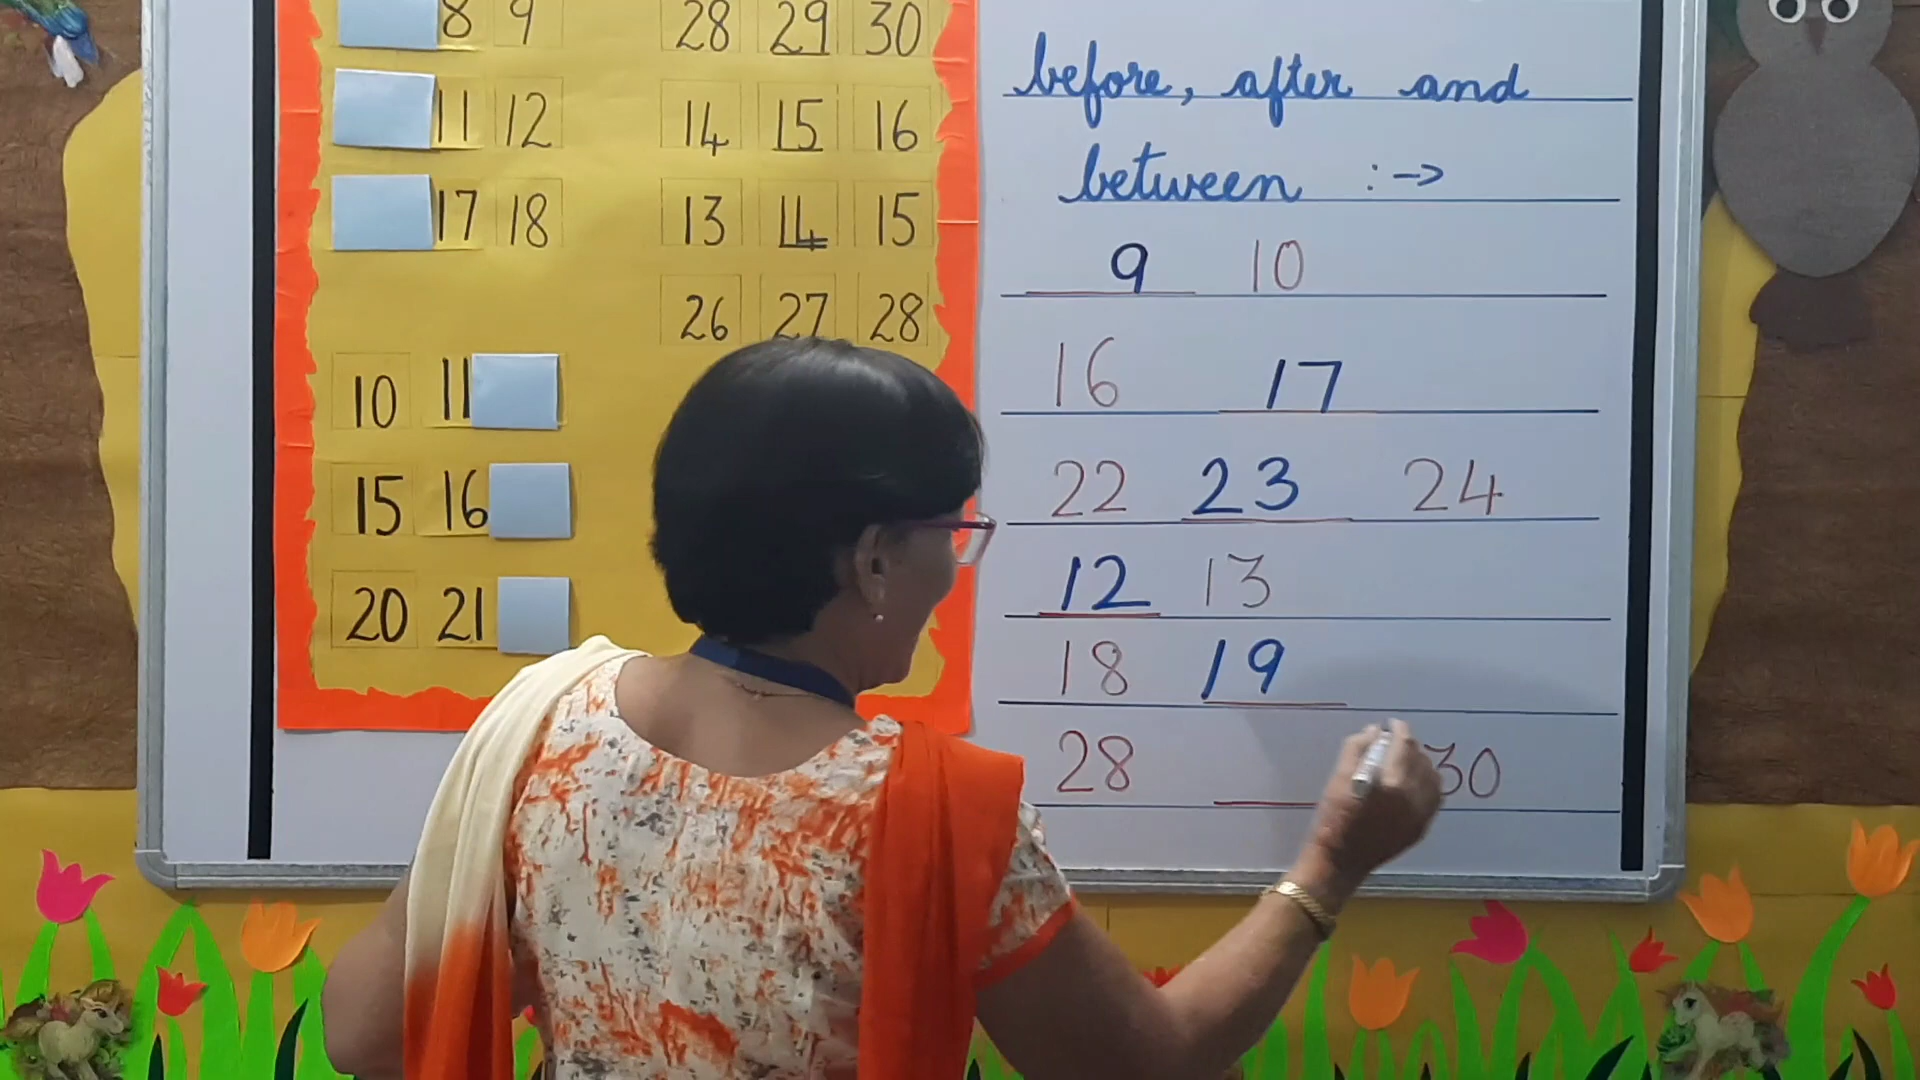 8 9
11 12
17 18
10 11
15 16
20 21
28 29 30
14 15 16
13 14 15
26 27 28
before, after and
between :→
9 10
16 17
22 23 24
12 13
18 19
28 __ 30